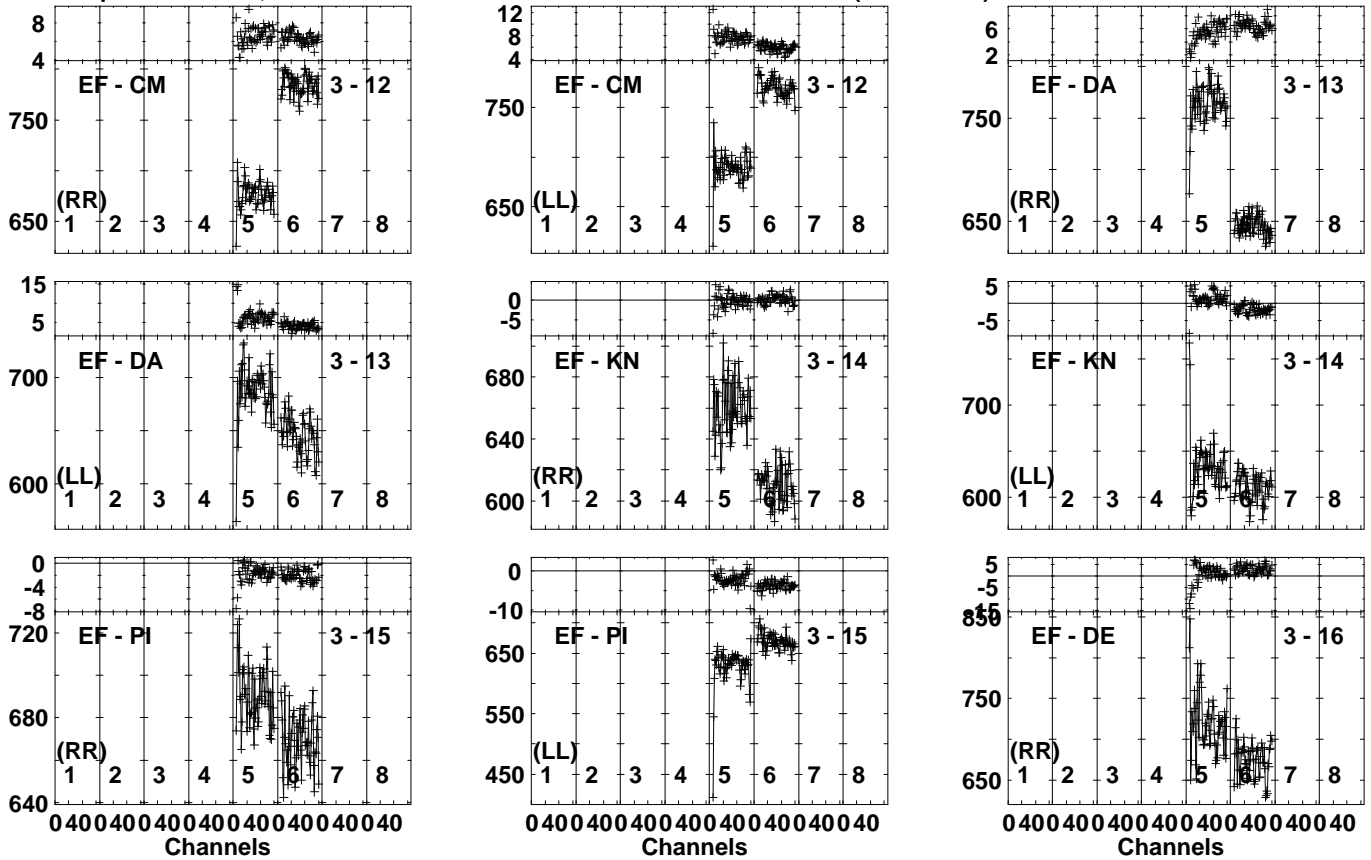 8 12 6
4 8 2
4
EF - CM 3 - 12 EF - CM 3 - 12 EF - DA 3 - 13
750 750 750
650 650 650
(RR) (LL) (RR)
1 2 3 4 5 6 7 8 1 2 3 4 5 6 7 8 1 2 3 4 5 6 7 8
15 0 5
5 -5 -5
EF - DA 3 - 13 EF - KN 3 - 14 EF - KN 3 - 14
700 680 700
600 640 600
600
(LL) (RR) (LL)
1 2 3 4 5 6 7 8 1 2 3 4 5 6 7 8 1 2 3 4 5 6 7 8
0 0 5
-4 -10 -5
-8 -15
EF - PI 3 - 15 EF - PI 3 - 15 EF - DE 3 - 16
720 650 850
680 550 750
640 450 650
(RR) (LL) (RR)
1 2 3 4 5 6 7 8 1 2 3 4 5 6 7 8 1 2 3 4 5 6 7 8
0 40 0 40 0 40 0 40 0 40 0 40 0 40 0 40 0 40 0 40 0 40 0 40 0 40 0 40 0 40 0 40 0 40 0 40 0 40 0 40 0 40 0 40 0 40 0 40
Channels Channels Channels